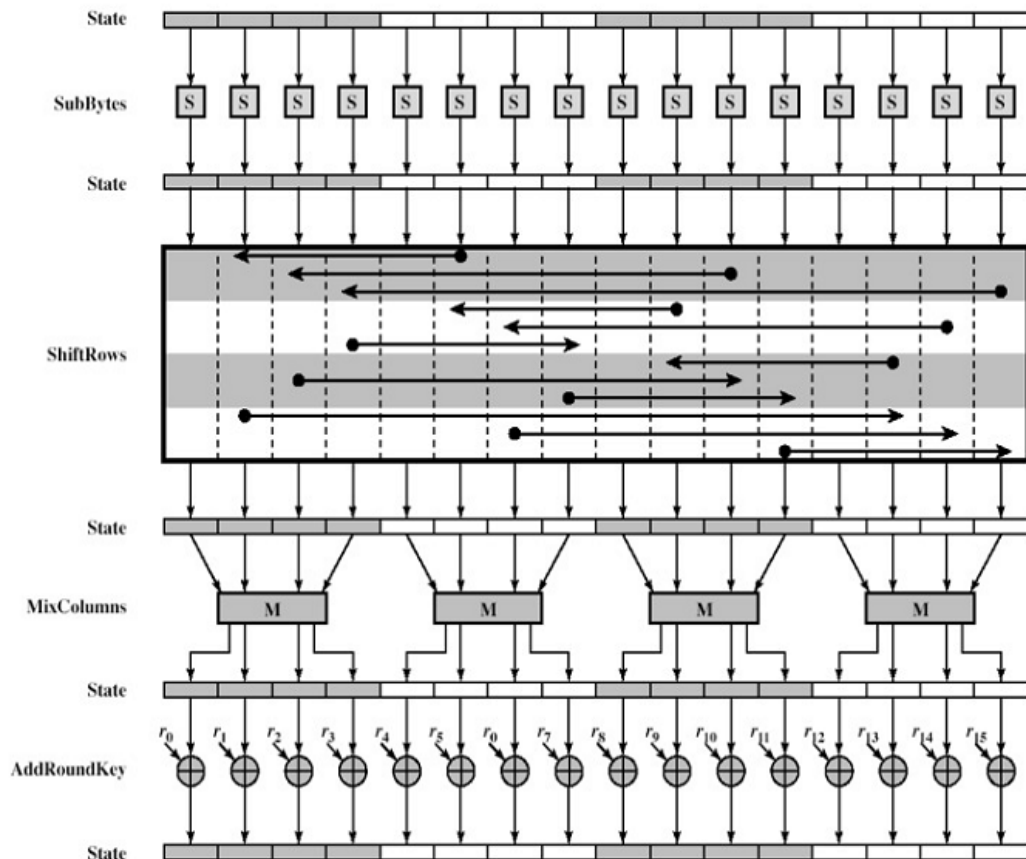 State
SubBytes S S S S S S S S S S S S S S S S
State
ShiftRows
State
MixColumns M M M M
State
r0 r1 r2 r3 r4 r5 r0 r7 r8 r9 r10 r11 r12 r13 r14 r15
AddRoundKey
State